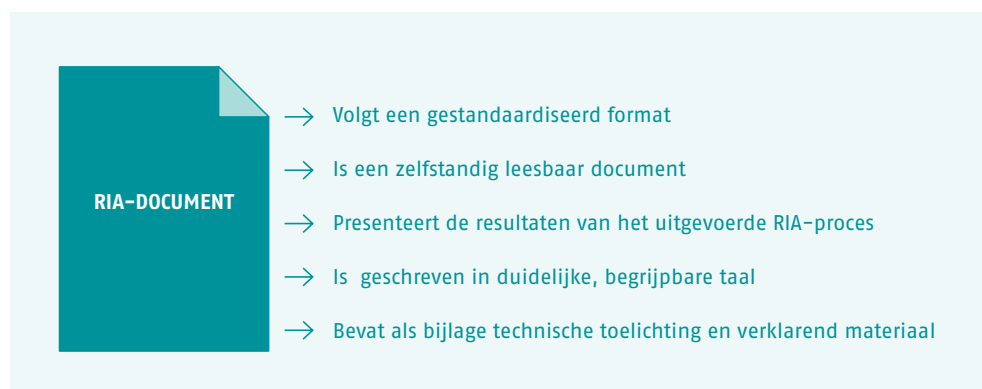 RIA-DOCUMENT
Volgt een gestandaardiseerd format
Is een zelfstandig leesbaar document
Presenteert de resultaten van het uitgevoerde RIA-proces
Is geschreven in duidelijke, begrijpbare taal
Bevat als bijlage technische toelichting en verklarend materiaal